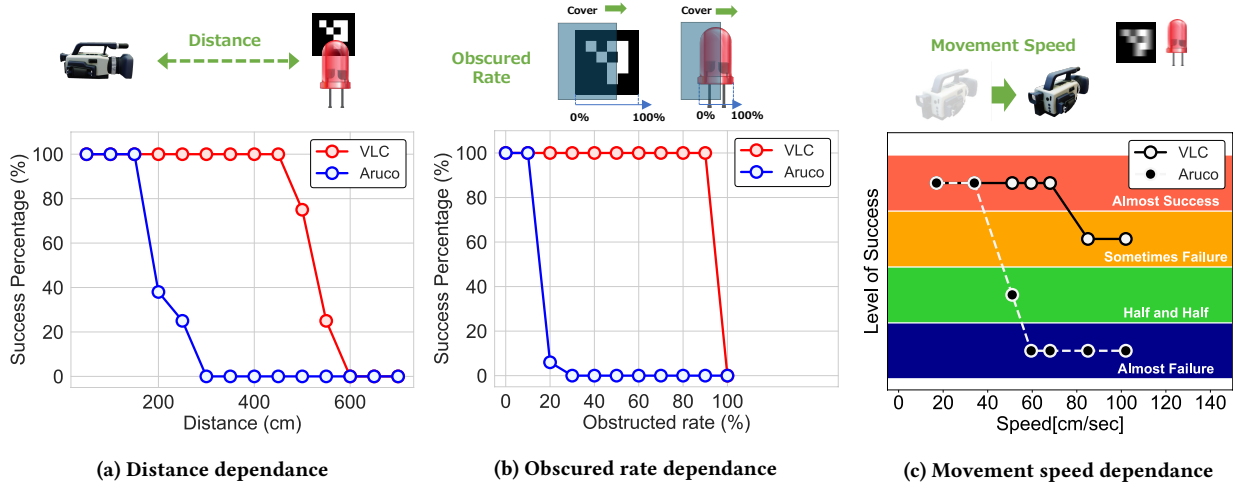 Distance
Success Percentage (%)
100
80
60
40
20
0
VLC
Aruco
200
400
600
Distance (cm)
(a) Distance dependance
Cover
Cover
Obscured
Rate
0%
100%
0%
100%
Success Percentage (%)
100
80
60
40
20
0
VLC
Aruco
0
20
40
60
80
100
Obstructed rate (%)
(b) Obscured rate dependance
Movement Speed
Level of Success
VLC
Aruco
Almost Success
Sometimes Failure
Half and Half
Almost Failure
0
20
40
60
80
100
120
140
Speed[cm/sec]
(c) Movement speed dependance